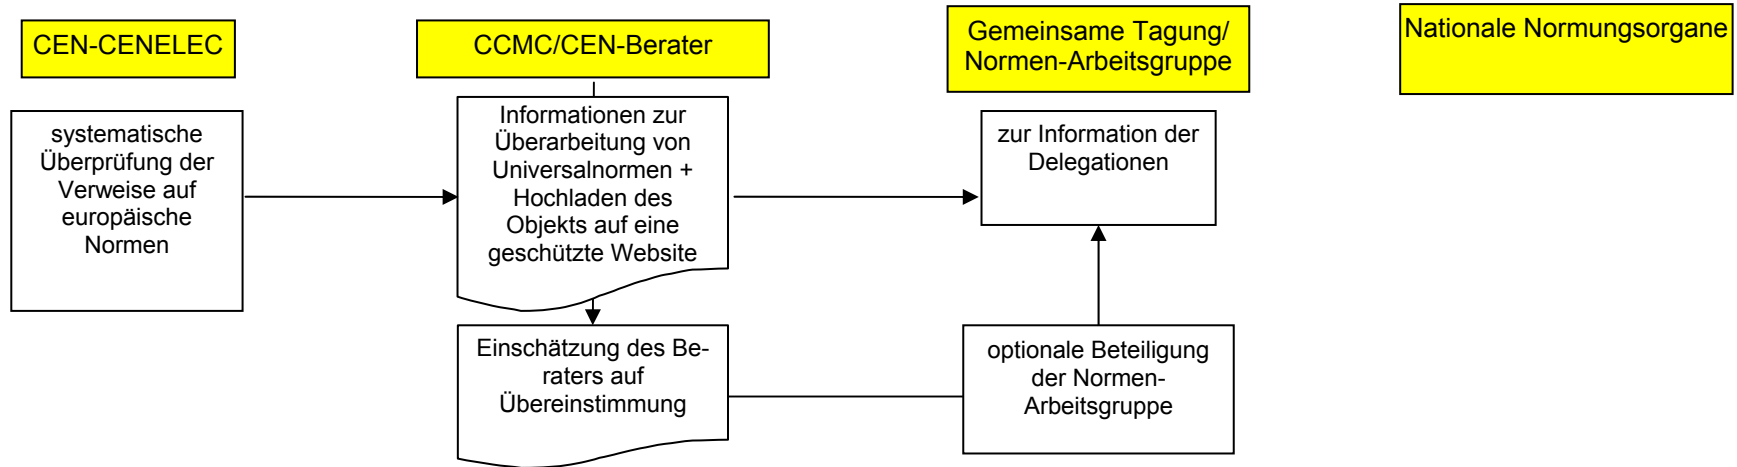 CEN-CENELEC
CCMC/CEN-Berater
Gemeinsame Tagung/
Normen-Arbeitsgruppe
Nationale Normungsorgane
systematische
Überprüfung der
Verweise auf
europäische
Normen
Informationen zur
Überarbeitung von
Universalnormen +
Hochladen des
Objekts auf eine
geschützte Website
zur Information der
Delegationen
Einschätzung des Be-
raters auf
Übereinstimmung
optionale Beteiligung
der Normen-
Arbeitsgruppe